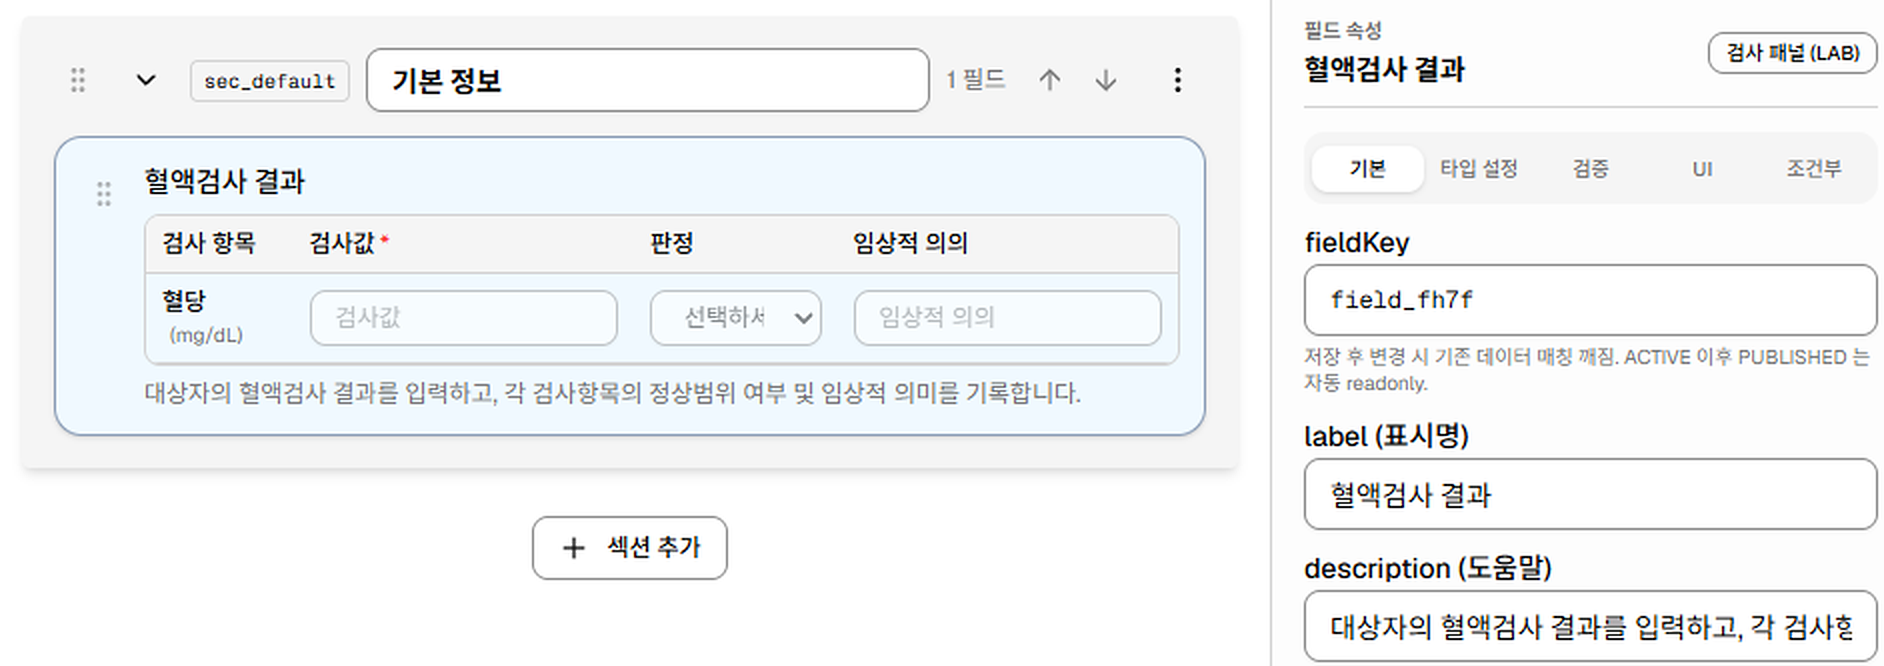 sec_default 기본 정보 1 필드
혈액검사 결과
검사 항목 검사값 * 판정 임상적 의의
혈당 검사값 선택하 임상적 의의
(mg/dL)
대상자의 혈액검사 결과를 입력하고, 각 검사항목의 정상범위 여부 및 임상적 의미를 기록합니다.
섹션 추가
필드 속성
혈액검사 결과
검사 패널 (LAB)
기본 타입 설정 검증 UI 조건부
fieldKey
field_fh7f
저장 후 변경 시 기존 데이터 매칭 깨짐. ACTIVE 이후 PUBLISHED 는
자동 readonly.
label (표시명)
혈액검사 결과
description (도움말)
대상자의 혈액검사 결과를 입력하고, 각 검사항